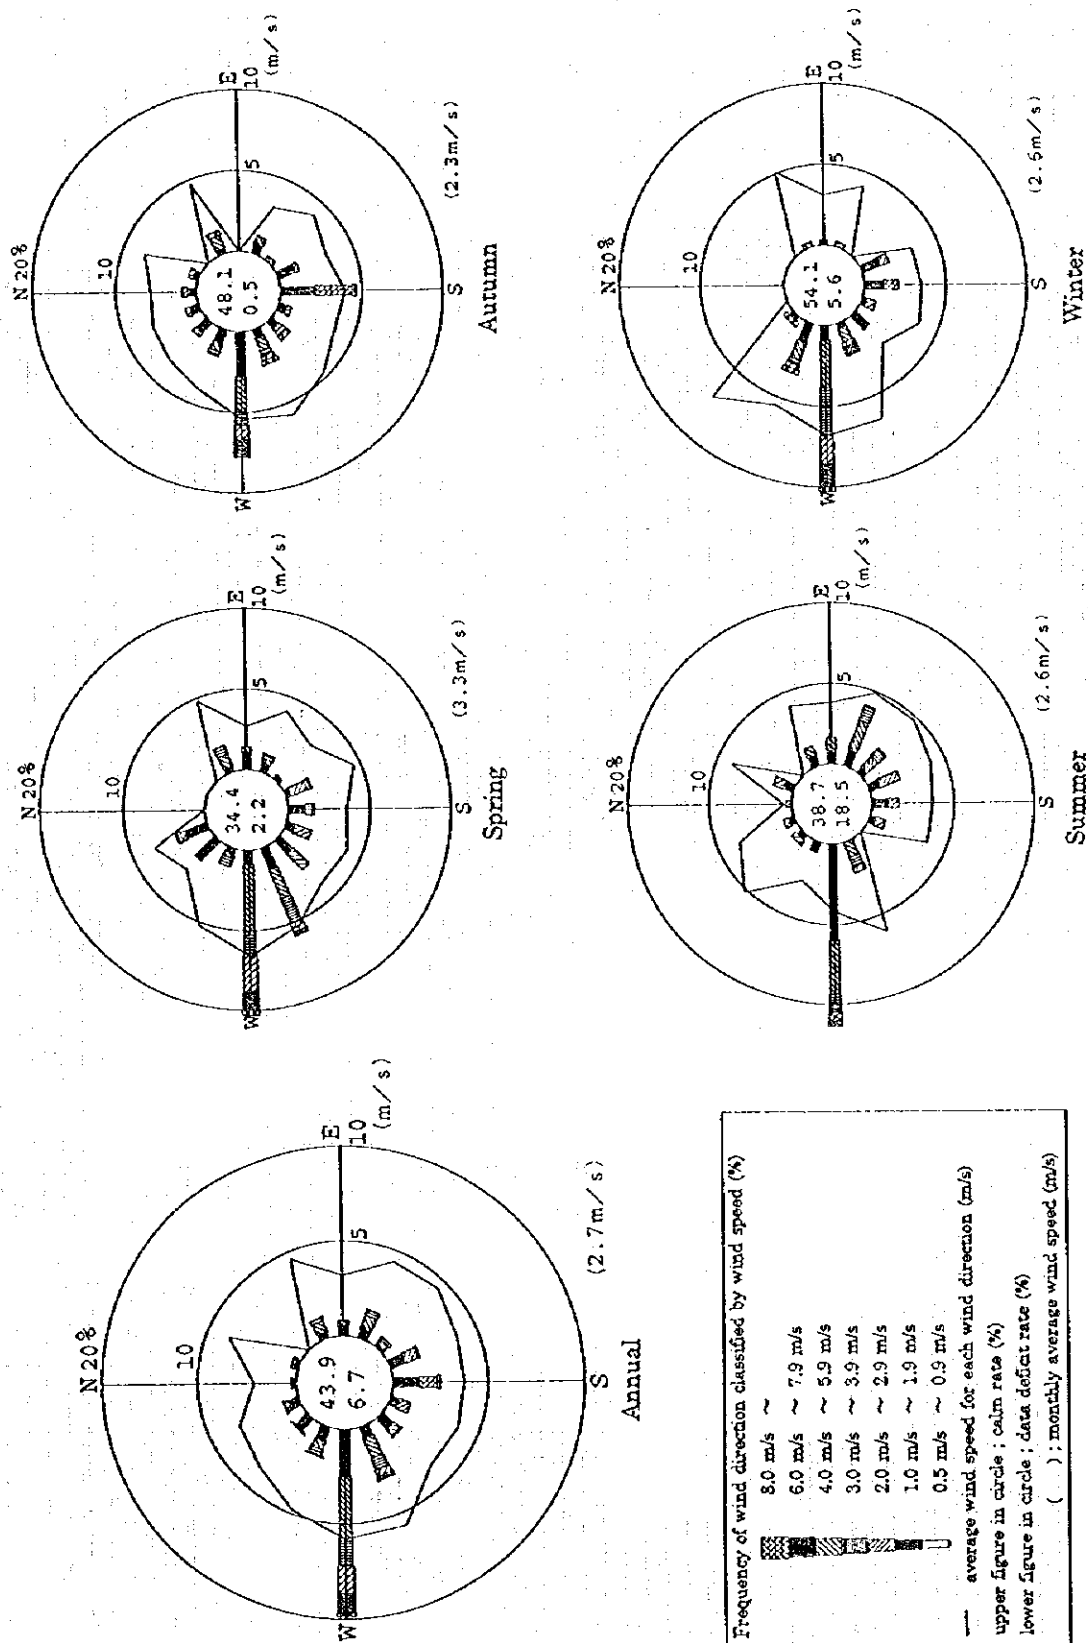 N 20%
10
W
43.9
6.7
5
E
10
(m/s)
S
(2.7m/s)
Annual
N 20%
10
W
34.4
2.2
5
E
10
(m/s)
S
(3.3m/s)
Spring
N 20%
10
W
48.1
0.5
5
E
10
(m/s)
S
(2.3m/s)
Autumn
N 20%
10
38.7
18.5
5
E
10
(m/s)
S
(2.6m/s)
Summer
N 20%
10
W
54.1
5.6
5
E
10
(m/s)
S
Winter
Frequency of wind direction classified by wind speed (%)
8.0 m/s ~
6.0 m/s ~ 7.9 m/s
4.0 m/s ~ 5.9 m/s
3.0 m/s ~ 3.9 m/s
2.0 m/s ~ 2.9 m/s
1.0 m/s ~ 1.9 m/s
0.5 m/s ~ 0.9 m/s
average wind speed for each wind direction (m/s)
upper figure in circle ; calm rate (%)
lower figure in circle ; data deficit rate (%)
( ) ; monthly average wind speed (m/s)